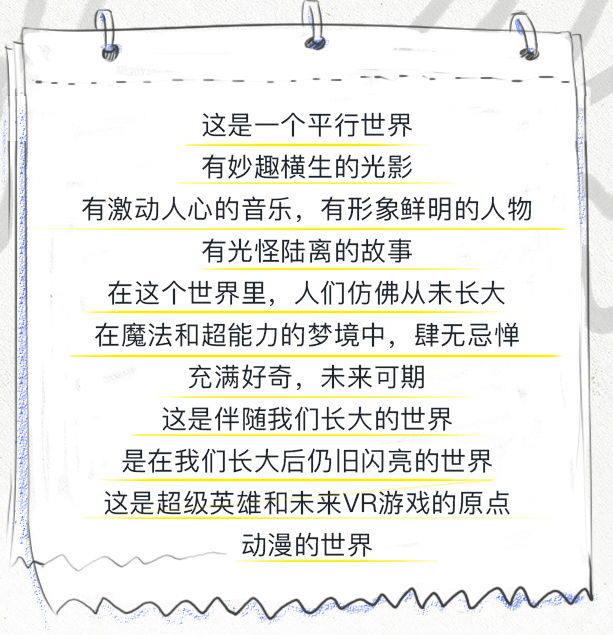 这是一个平行世界
有妙趣横生的光影
有激动人心的音乐，有形象鲜明的人物
有光怪陆离的故事
在这个世界里，人们仿佛从未长大
在魔法和超能力的梦境中，肆无忌惮
充满好奇，未来可期
这是伴随我们长大的世界
是在我们长大后仍旧闪亮的世界
这是超级英雄和未来VR游戏的原点
动漫的世界